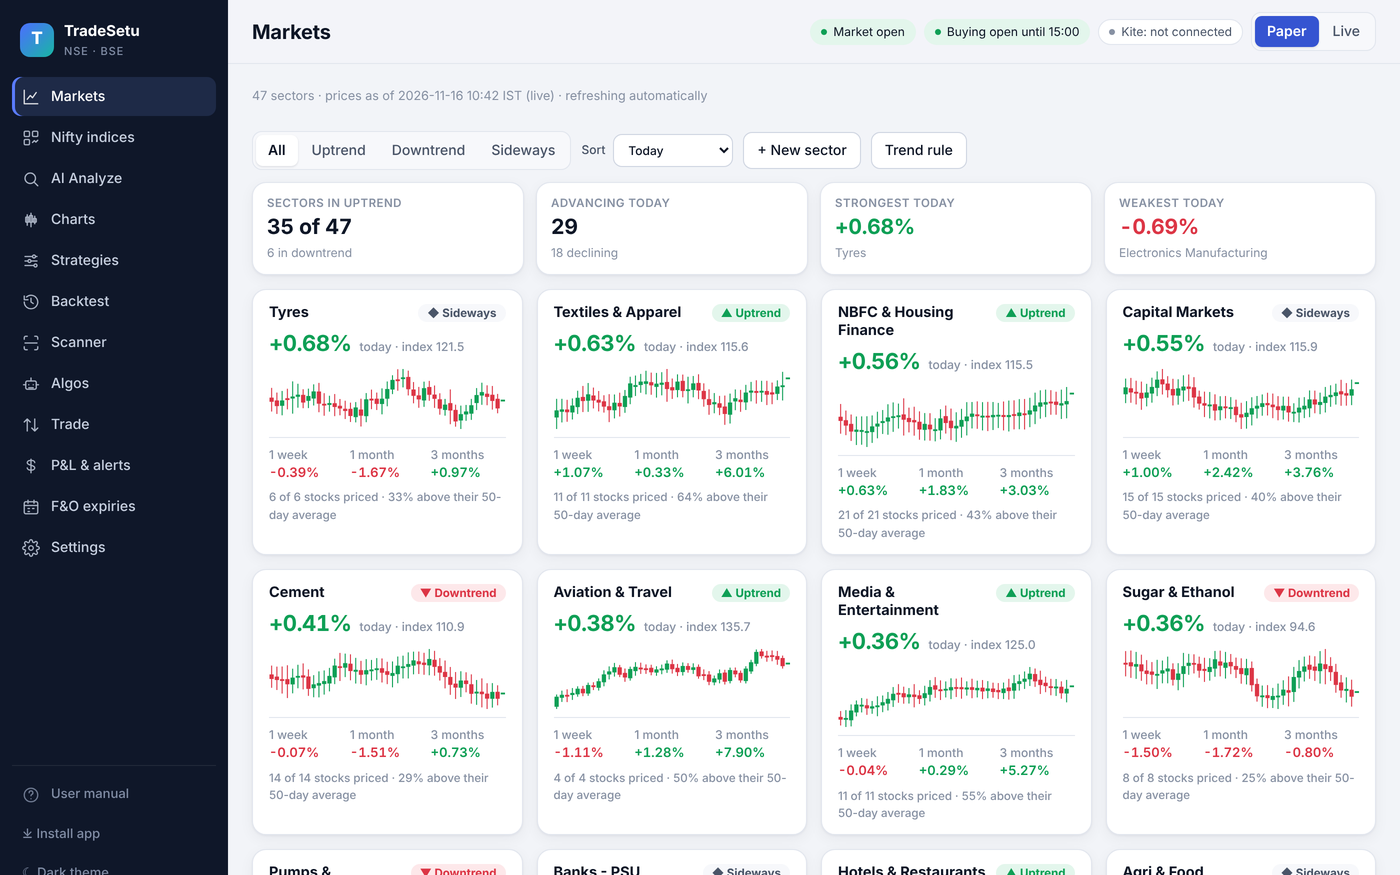 T
TradeSetu
NSE · BSE
Markets
Nifty indices
AI Analyze
Charts
Strategies
Backtest
Scanner
Algos
Trade
P&L & alerts
F&O expiries
Settings
User manual
Install app
Dark theme
Markets
Market open
Buying open until 15:00
Kite: not connected
Paper
Live
47 sectors · prices as of 2026-11-16 10:42 IST (live) · refreshing automatically
All
Uptrend
Downtrend
Sideways
Sort
Today
+ New sector
Trend rule
SECTORS IN UPTREND
35 of 47
6 in downtrend
ADVANCING TODAY
29
18 declining
STRONGEST TODAY
+0.68%
Tyres
WEAKEST TODAY
-0.69%
Electronics Manufacturing
Tyres
◆ Sideways
+0.68% today · index 121.5
1 week 1 month 3 months
-0.39% -1.67% +0.97%
6 of 6 stocks priced · 33% above their 50-
day average
Textiles & Apparel
▲ Uptrend
+0.63% today · index 115.6
1 week 1 month 3 months
+1.07% +0.33% +6.01%
11 of 11 stocks priced · 64% above their
50-day average
NBFC & Housing
Finance
▲ Uptrend
+0.56% today · index 115.5
1 week 1 month 3 months
+0.63% +1.83% +3.03%
21 of 21 stocks priced · 43% above their
50-day average
Capital Markets
◆ Sideways
+0.55% today · index 115.9
1 week 1 month 3 months
+1.00% +2.42% +3.76%
15 of 15 stocks priced · 40% above their
50-day average
Cement
▼ Downtrend
+0.41% today · index 110.9
1 week 1 month 3 months
-0.07% -1.51% +0.73%
14 of 14 stocks priced · 29% above their
50-day average
Aviation & Travel
▲ Uptrend
+0.38% today · index 135.7
1 week 1 month 3 months
-1.11% +1.28% +7.90%
4 of 4 stocks priced · 50% above their 50-
day average
Media &
Entertainment
▲ Uptrend
+0.36% today · index 125.0
1 week 1 month 3 months
-0.04% +0.29% +5.27%
11 of 11 stocks priced · 55% above their
50-day average
Sugar & Ethanol
▼ Downtrend
+0.36% today · index 94.6
1 week 1 month 3 months
-1.50% -1.72% -0.80%
8 of 8 stocks priced · 25% above their 50-
day average
Pumps &
▼ Downtrend
Banks - PSU
◆ Sideways
Hotels & Restaurants
▲ Uptrend
Agri & Food
◆ Sideways